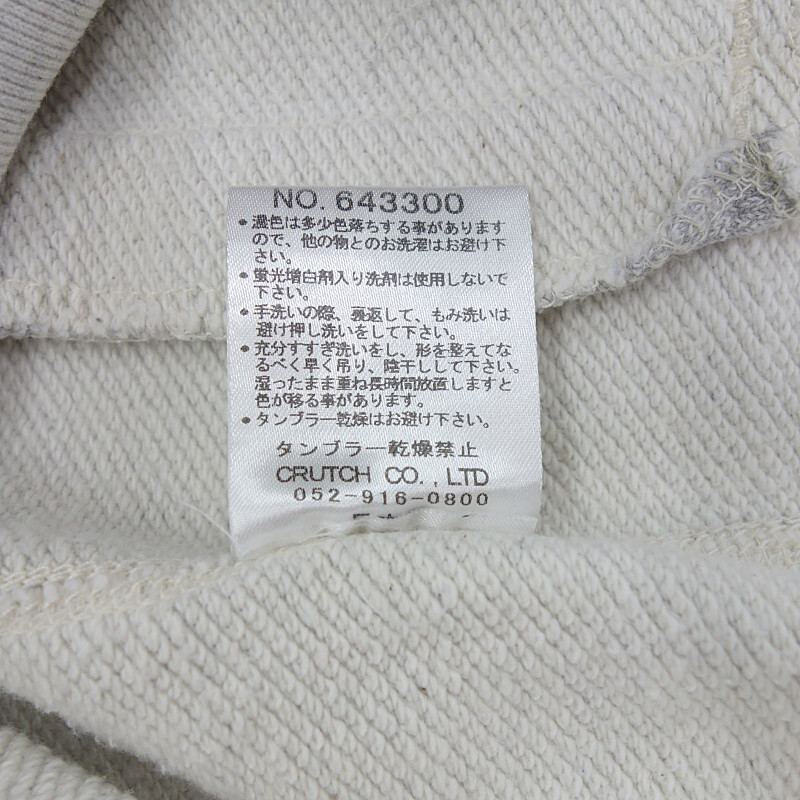 NO. 643300
•濃色は多少色落ちする事があります
ので、他の物とのお洗濯はお避け下
さい。
•蛍光増白剤入り洗剤は使用しないで
下さい。
•手洗いの際、裏返して、もみ洗いは
避け押し洗いをして下さい。
•充分すすぎ洗いをし、形を整えてな
るべく早く吊り、陰干しして下さい。
湿ったまま重ね長時間放置しますと
色が移る事があります。
•タンブラー乾燥はお避け下さい。
タンブラー乾燥禁止
CRUTCH CO.,LTD
052-916-0800